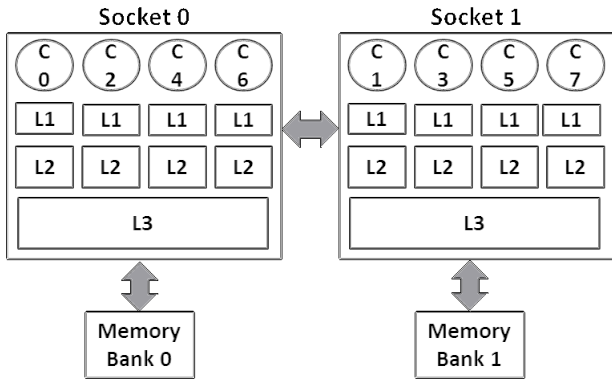 Socket 0
Socket 1
C 0
C 2
C 4
C 6
C 1
C 3
C 5
C 7
L1 L1 L1 L1
L1 L1 L1 L1
L2 L2 L2 L2
L2 L2 L2 L2
L3
L3
Memory
Bank 0
Memory
Bank 1